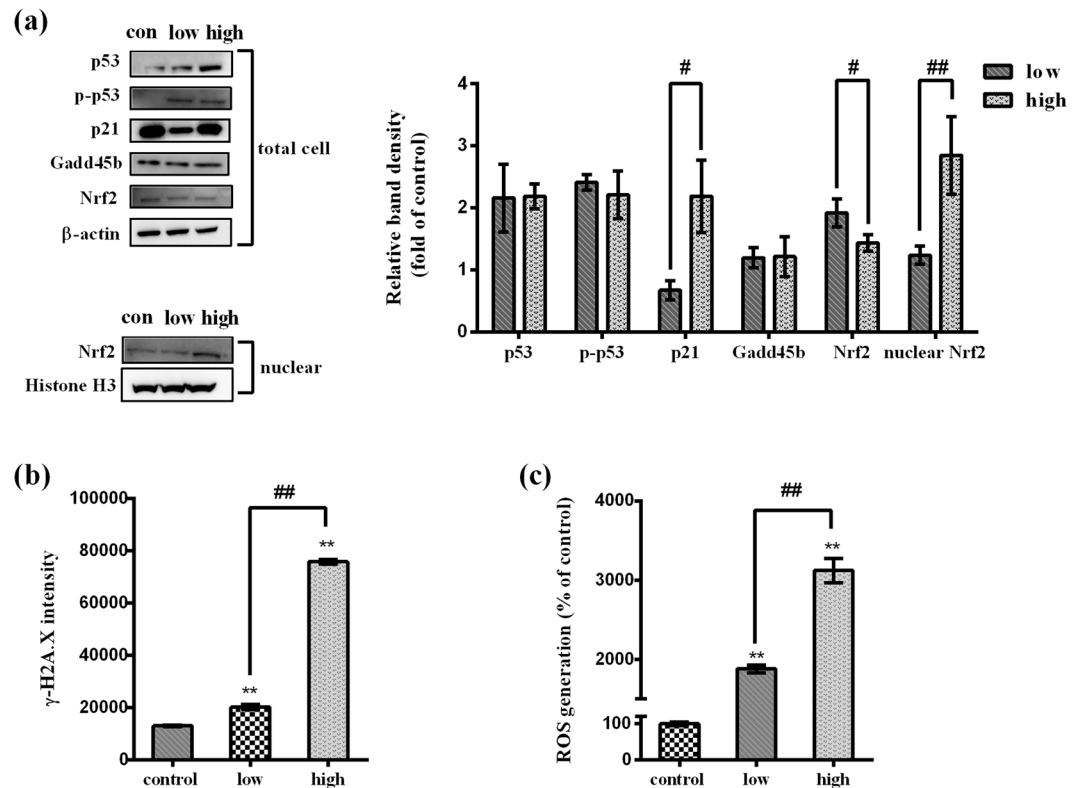 (a)
con low high
p53
p-p53
p21
Gadd45b
Nrf2
β-actin
total cell
con low high
Nrf2
Histone H3
nuclear
Relative band density
(fold of control)
4
3
2
1
0
# # ##
low
high
p53 p-p53 p21 Gadd45b Nrf2 nuclear Nrf2
(b)
γ-H2A.X intensity
100000
80000
60000
40000
20000
0
##
**
**
control low high
(c)
ROS generation (% of control)
4000
3000
2000
100
0
##
**
**
control low high